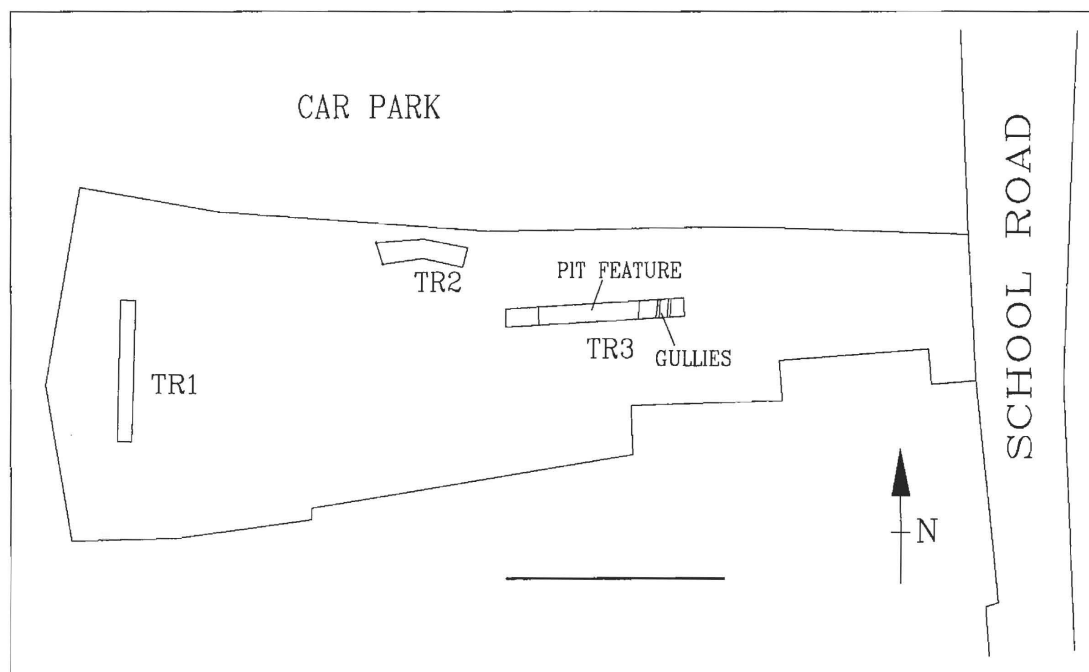 CAR PARK
SCHOOL ROAD
TR2
PIT FEATURE
TR3
GULLIES
TR1
N